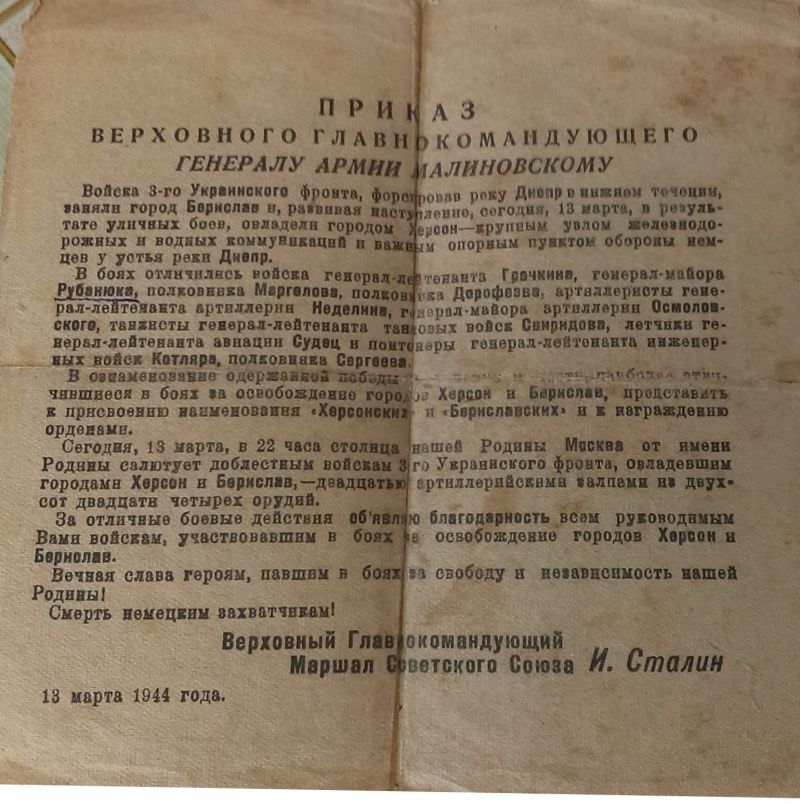 ПРИКАЗ
ВЕРХОВНОГО ГЛАВНОКОМАНДУЮЩЕГО
ГЕНЕРАЛУ АРМИИ МАЛИНОВСКОМУ
Войска 3-го Украинского фронта, форсировав реку Днепр в нижнем течении,
заняли город Берислав и, развивая наступление, сегодня, 13 марта, в резуль-
тате уличных боев, овладели городом Херсон—крупным узлом железнодо-
рожных и водных коммуникаций и важным опорным пунктом обороны нем-
цев у устья реки Днепр.
В боях отличились войска генерал-лейтенанта Гречкина, генерал-майора
Рубанюка, полковника Маргелова, полковника Дорофеева, артиллеристы гене-
рал-лейтенанта артиллерии Неделина, генерал-майора артиллерии Осмолов-
ского, танкисты генерал-лейтенанта танковых войск Свиридова, летчики ге-
нерал-лейтенанта авиации Судец и понтонеры генерал-лейтенанта инженер-
ных войск Котляра, полковника Сергеева.
В ознаменование одержанной победы наиболее отли-
чившиеся в боях за освобождение городов Херсон и Берислав, представить
к присвоению наименования «Херсонских» и «Бериславских» и к награждению
орденами.
Сегодня, 13 марта, в 22 часа столица нашей Родины Москва от имени
Родины салютует доблестным войскам 3-го Украинского фронта, овладевшим
городами Херсон и Берислав,—двадцатью артиллерийскими залпами из двух-
сот двадцати четырех орудий.
За отличные боевые действия об'являю благодарность всем руководимым
Вами войскам, участвовавшим в боях за освобождение городов Херсон и
Берислав.
Вечная слава героям, павшим в боях за свободу и независимость нашей
Родины!
Смерть немецким захватчикам!
Верховный Главнокомандующий
Маршал Советского Союза И. Сталин
13 марта 1944 года.